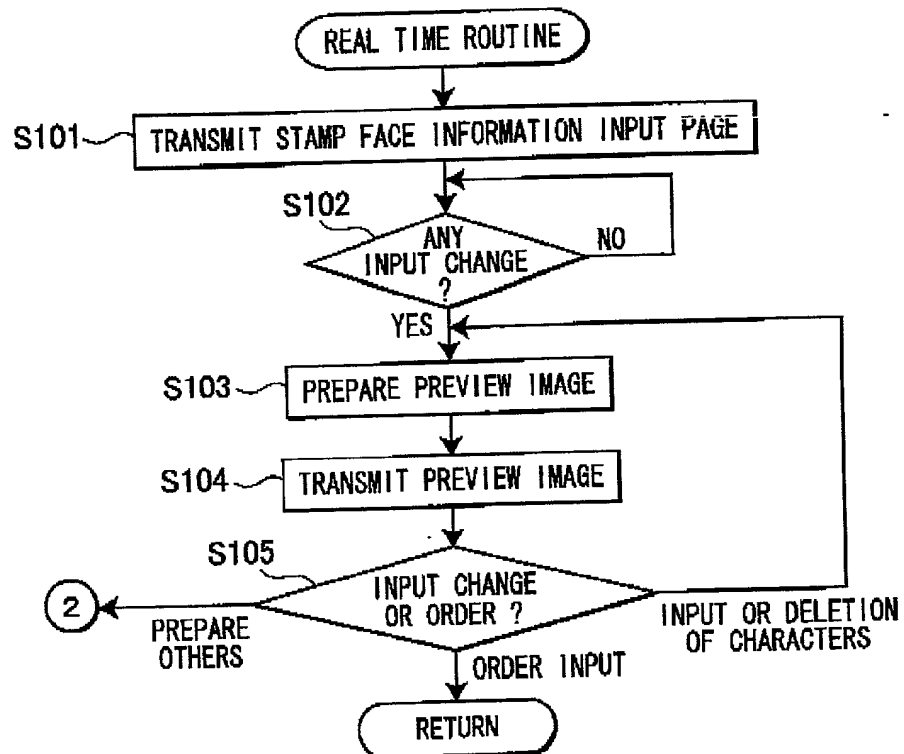 REAL TIME ROUTINE
S101
TRANSMIT STAMP FACE INFORMATION INPUT PAGE
S102
ANY
INPUT CHANGE
?
NO
YES
S103
PREPARE PREVIEW IMAGE
S104
TRANSMIT PREVIEW IMAGE
S105
INPUT CHANGE
OR ORDER ?
2
PREPARE
OTHERS
INPUT OR DELETION
OF CHARACTERS
ORDER INPUT
RETURN